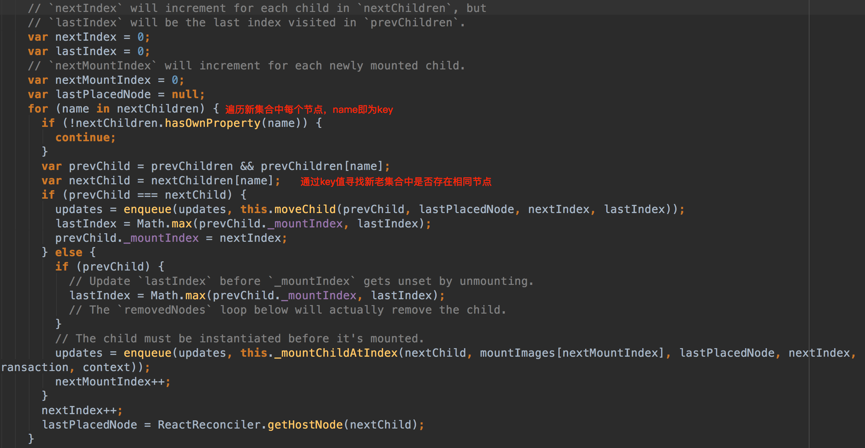 // `nextIndex` will increment for each child in `nextChildren`, but
// `lastIndex` will be the last index visited in `prevChildren`.
var nextIndex = 0;
var lastIndex = 0;
// `nextMountIndex` will increment for each newly mounted child.
var nextMountIndex = 0;
var lastPlacedNode = null;
for (name in nextChildren) { 遍历新集合中每个节点，name即为key
if (!nextChildren.hasOwnProperty(name)) {
continue;
}
var prevChild = prevChildren && prevChildren[name];
var nextChild = nextChildren[name]; 通过key值寻找新老集合中是否存在相同节点
if (prevChild === nextChild) {
updates = enqueue(updates, this.moveChild(prevChild, lastPlacedNode, nextIndex, lastIndex));
lastIndex = Math.max(prevChild._mountIndex, lastIndex);
prevChild._mountIndex = nextIndex;
} else {
if (prevChild) {
// Update `lastIndex` before `_mountIndex` gets unset by unmounting.
lastIndex = Math.max(prevChild._mountIndex, lastIndex);
// The `removedNodes` loop below will actually remove the child.
}
// The child must be instantiated before it's mounted.
updates = enqueue(updates, this._mountChildAtIndex(nextChild, mountImages[nextMountIndex], lastPlacedNode, nextIndex,
ransaction, context));
nextMountIndex++;
}
nextIndex++;
lastPlacedNode = ReactReconciler.getHostNode(nextChild);
}